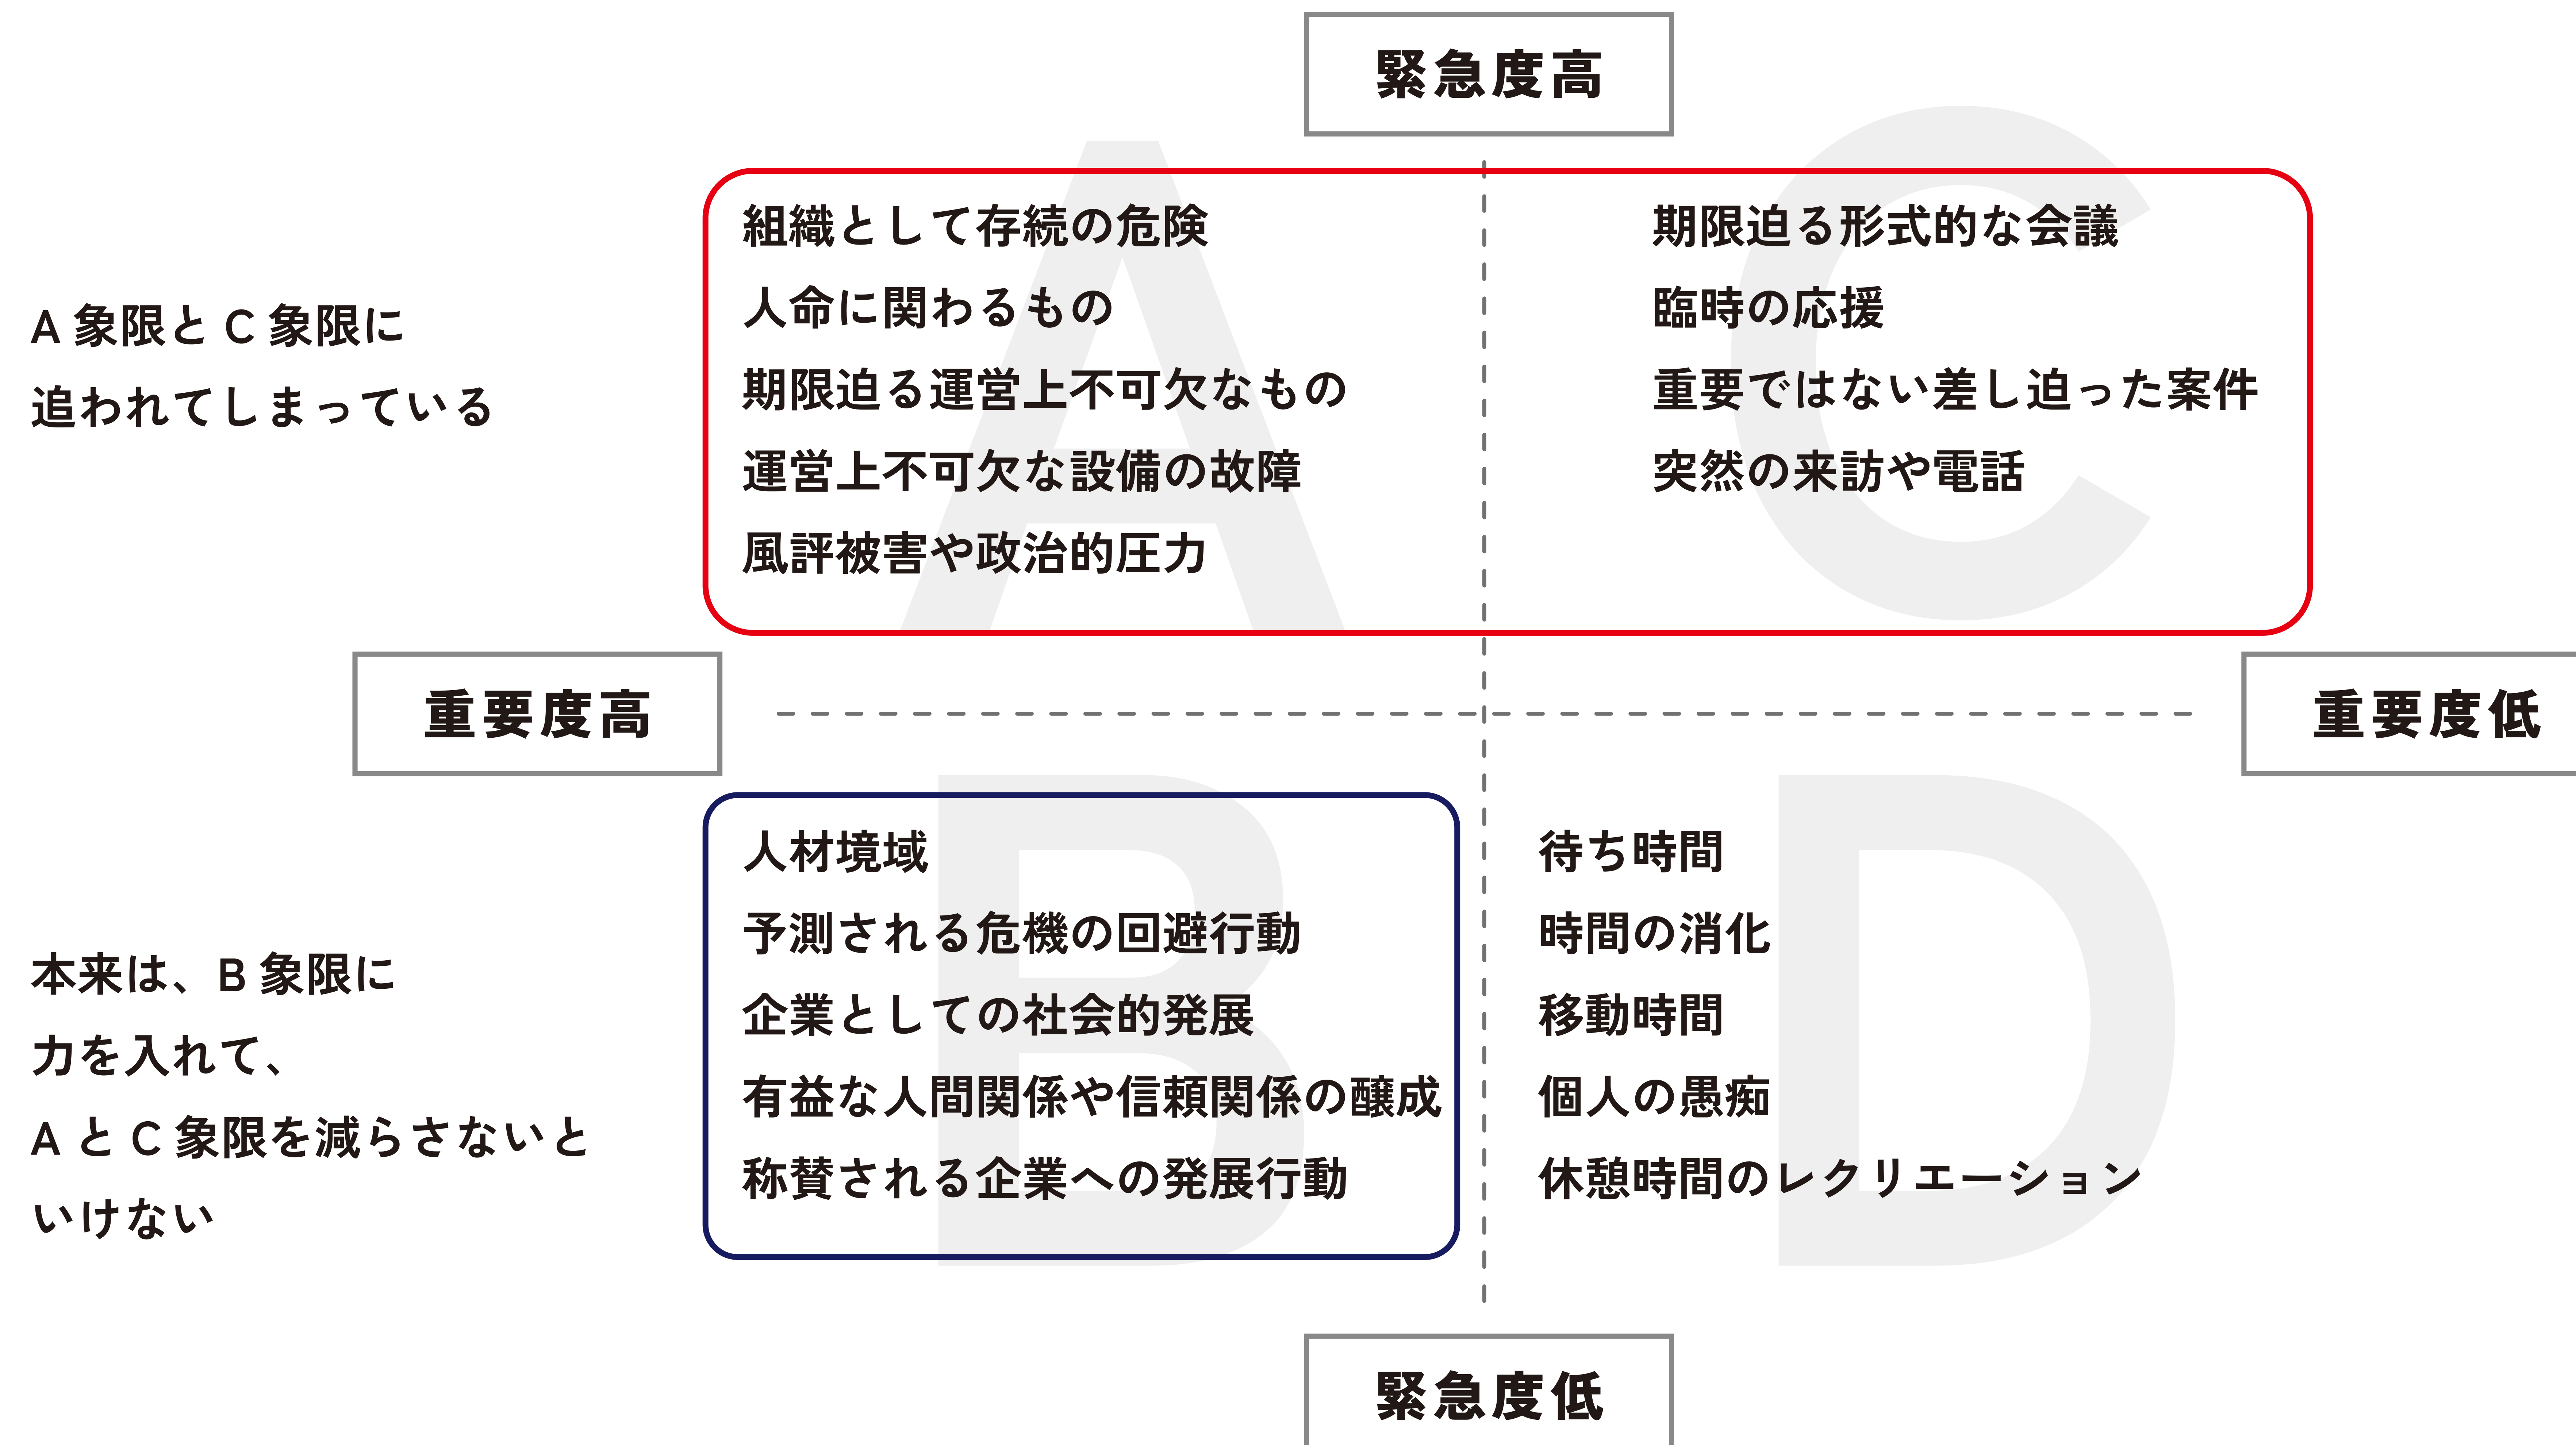 緊急度高
A
C
組織として存続の危険
人命に関わるもの
期限迫る運営上不可欠なもの
運営上不可欠な設備の故障
風評被害や政治的圧力
期限迫る形式的な会議
臨時の応援
重要ではない差し迫った案件
突然の来訪や電話
A 象限と C 象限に
追われてしまっている
重要度高
重要度低
B
D
人材境域
予測される危機の回避行動
企業としての社会的発展
有益な人間関係や信頼関係の醸成
称賛される企業への発展行動
待ち時間
時間の消化
移動時間
個人の愚痴
休憩時間のレクリエーション
本来は、B 象限に
力を入れて、
A と C 象限を減らさないと
いけない
緊急度低